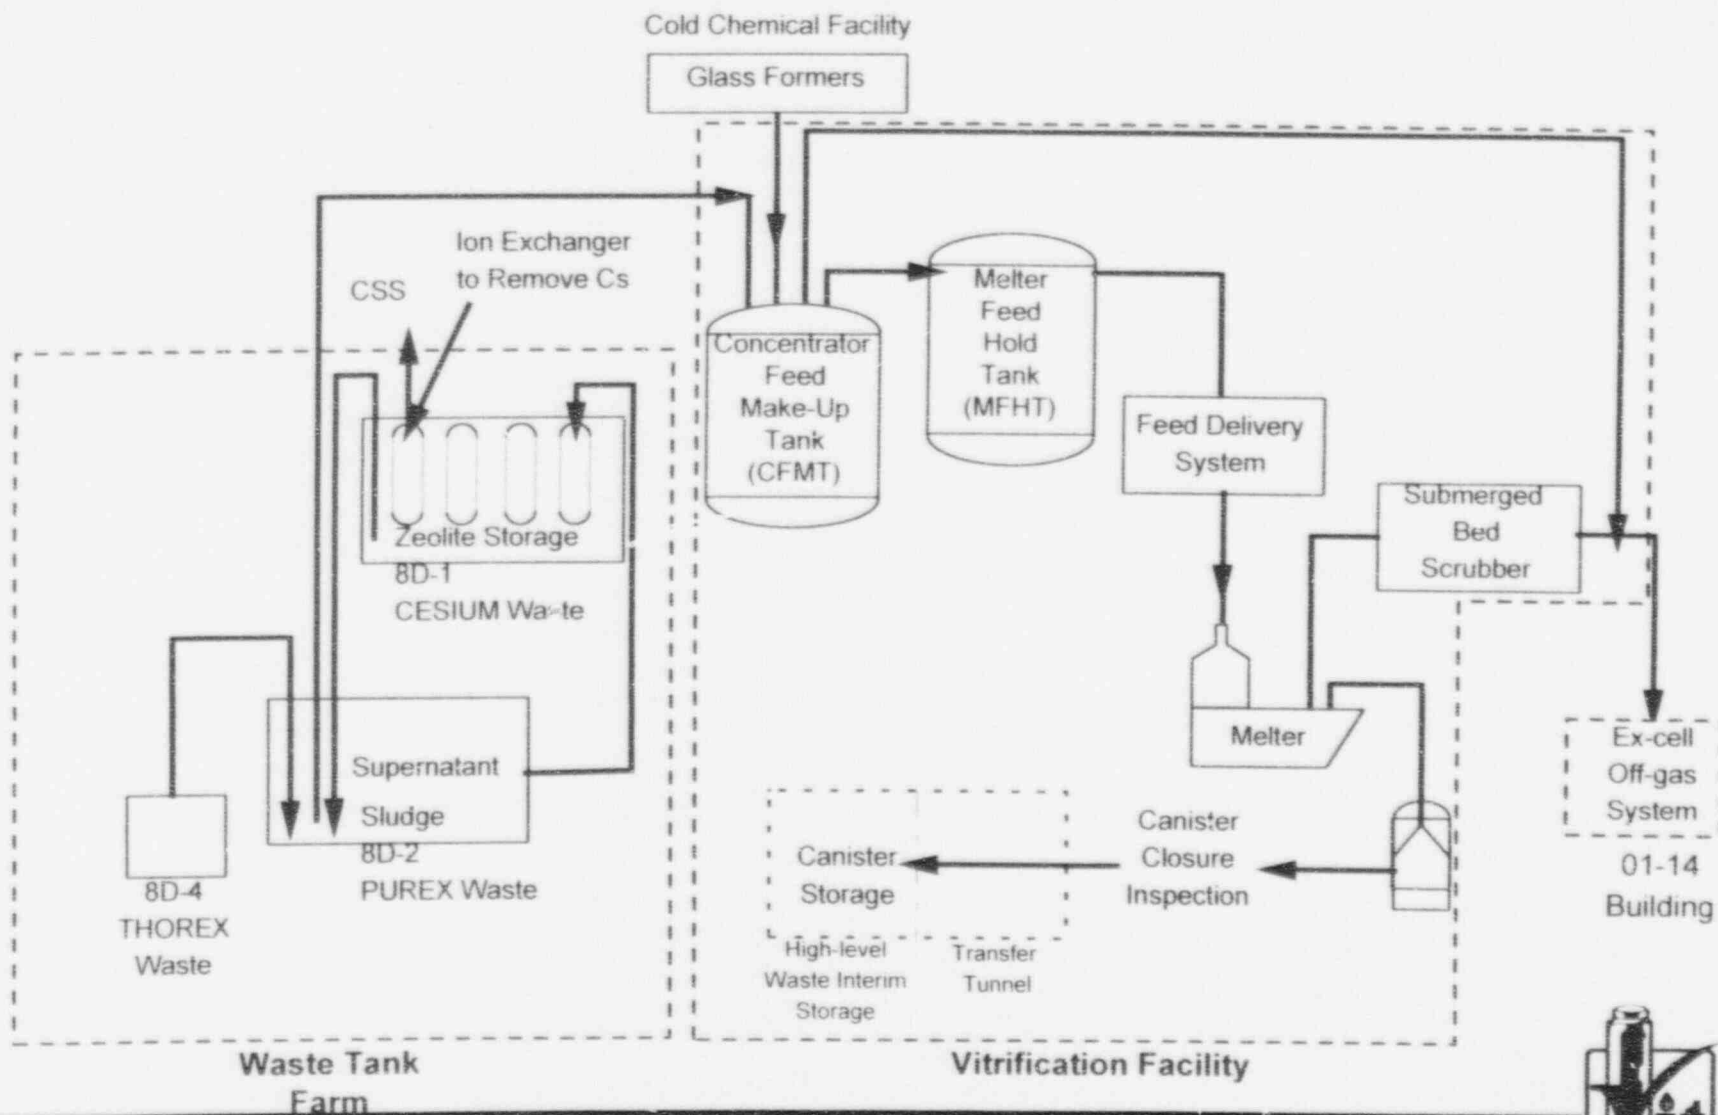 Cold Chemical Facility
Glass Formers
Ion Exchanger
to Remove Cs
CSS
Zeolite Storage
8D-1
CESIUM Waste
Supernatant
Sludge
8D-2
PUREX Waste
8D-4
THOREX
Waste
Waste Tank
Farm
Concentrator
Feed
Make-Up
Tank
(CFMT)
Melter
Feed
Hold
Tank
(MFHT)
Feed Delivery
System
Submerged
Bed
Scrubber
Melter
Canister
Closure
Inspection
Canister
Storage
High-level
Waste Interim
Storage
Transfer
Tunnel
Vitrification Facility
Ex-cell
Off-gas
System
01-14
Building